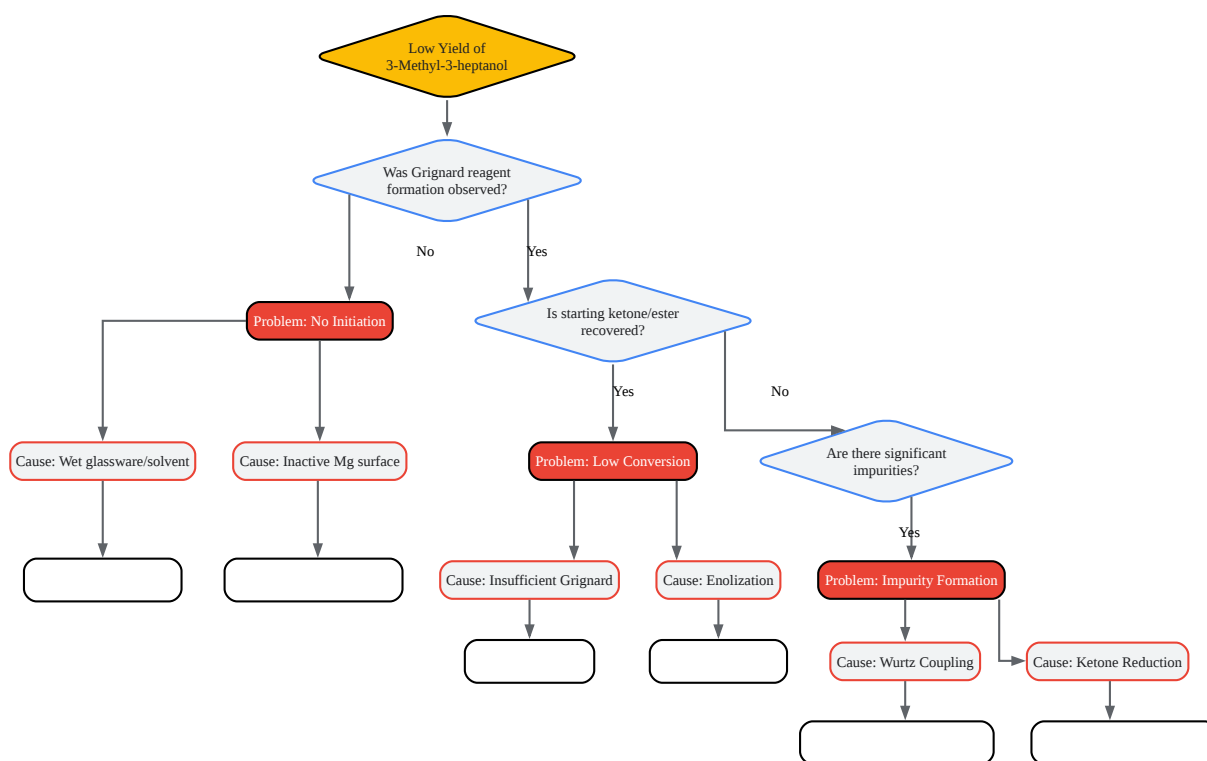 Low Yield of
3-Methyl-3-heptanol
Was Grignard reagent
formation observed?
No
Yes
Problem: No Initiation
Is starting ketone/ester
recovered?
Yes
No
Cause: Wet glassware/solvent
Cause: Inactive Mg surface
Problem: Low Conversion
Are there significant
impurities?
Yes
Cause: Insufficient Grignard
Cause: Enolization
Problem: Impurity Formation
Cause: Wurtz Coupling
Cause: Ketone Reduction